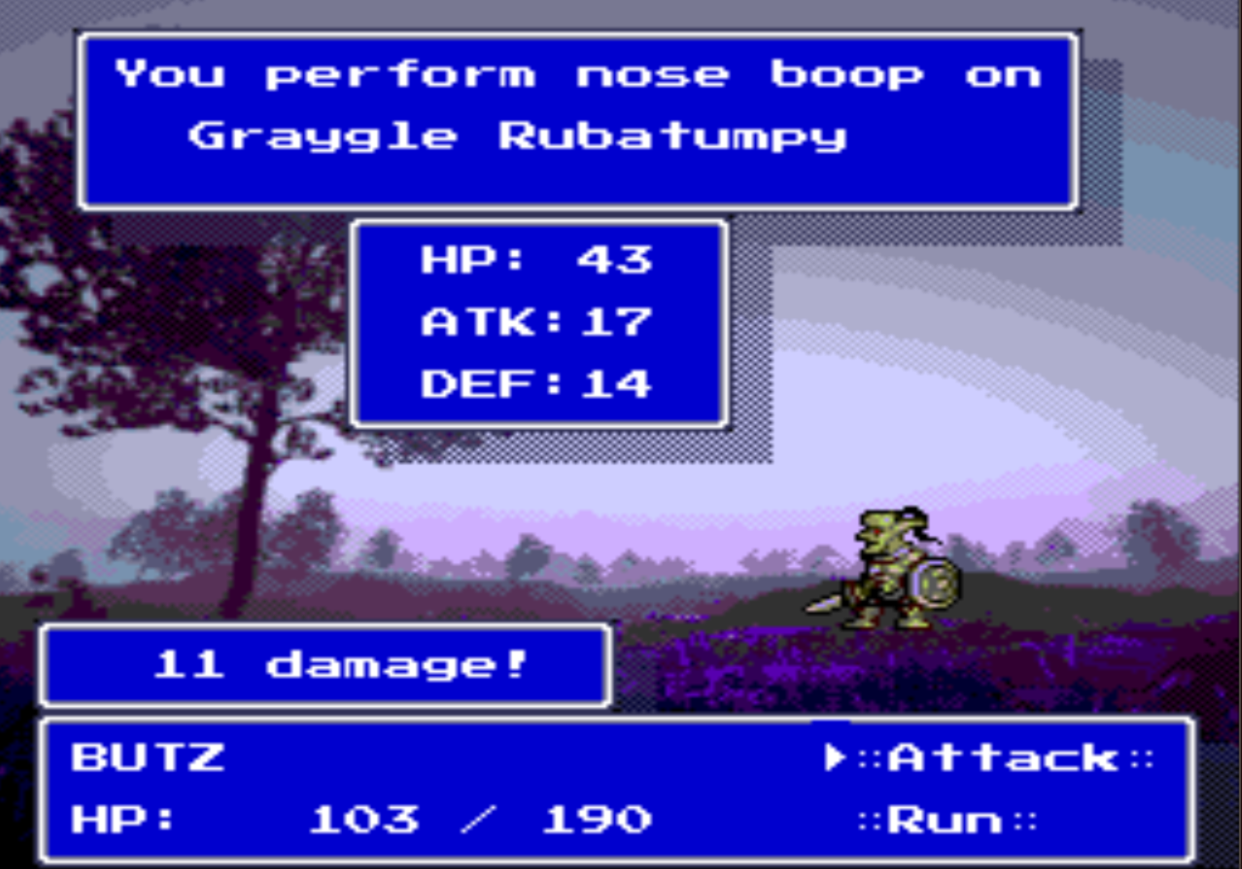 You perform nose boop on
Graygle Rubatumpy
HP: 43
ATK:17
DEF:14
11 damage!
BUTZ
▶::Attack::
HP: 103 / 190
::Run::